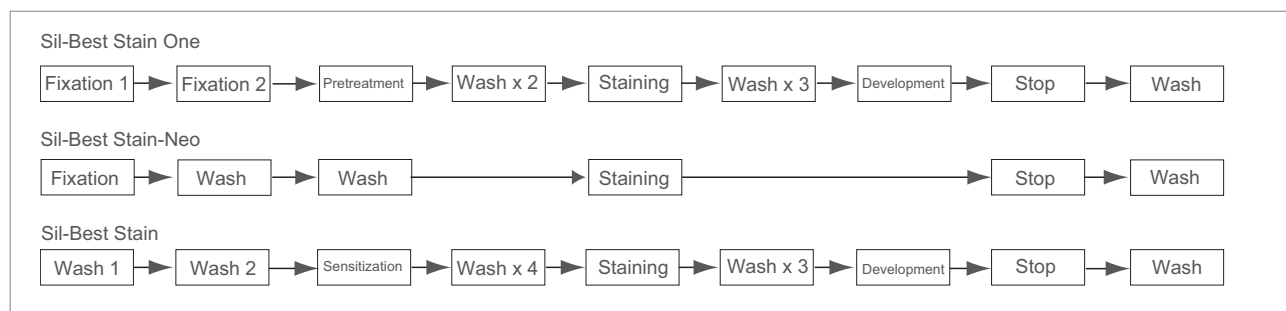 Sil-Best Stain One
Fixation 1 Fixation 2 Pretreatment Wash x 2 Staining Wash x 3 Development Stop Wash
Sil-Best Stain-Neo
Fixation Wash Wash Staining Stop Wash
Sil-Best Stain
Wash 1 Wash 2 Sensitization Wash x 4 Staining Wash x 3 Development Stop Wash